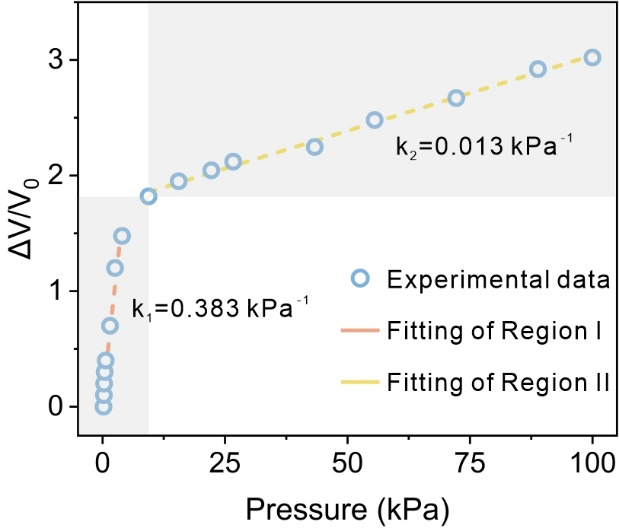 3
2
1
0
ΔV/V₀
k₂=0.013 kPa⁻¹
k₁=0.383 kPa⁻¹
Experimental data
Fitting of Region I
Fitting of Region II
0 25 50 75 100
Pressure (kPa)